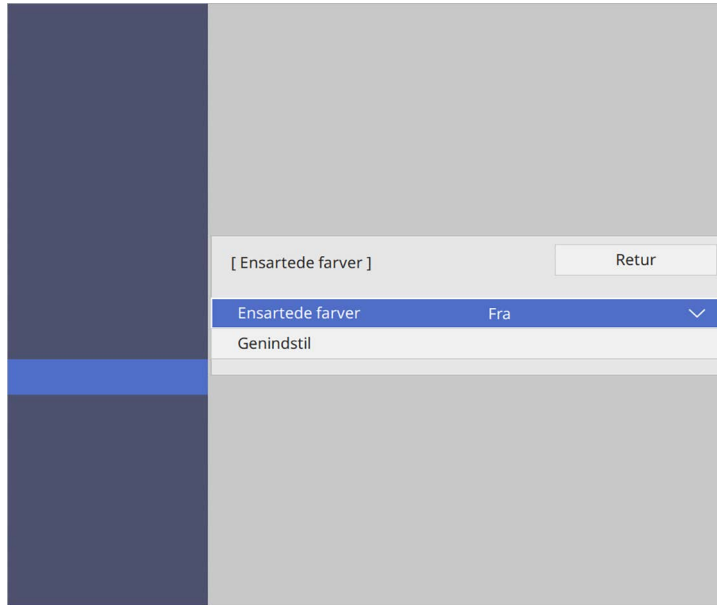 [ Ensartede farver ]
Retur
Ensartede farver Fra
Genindstil